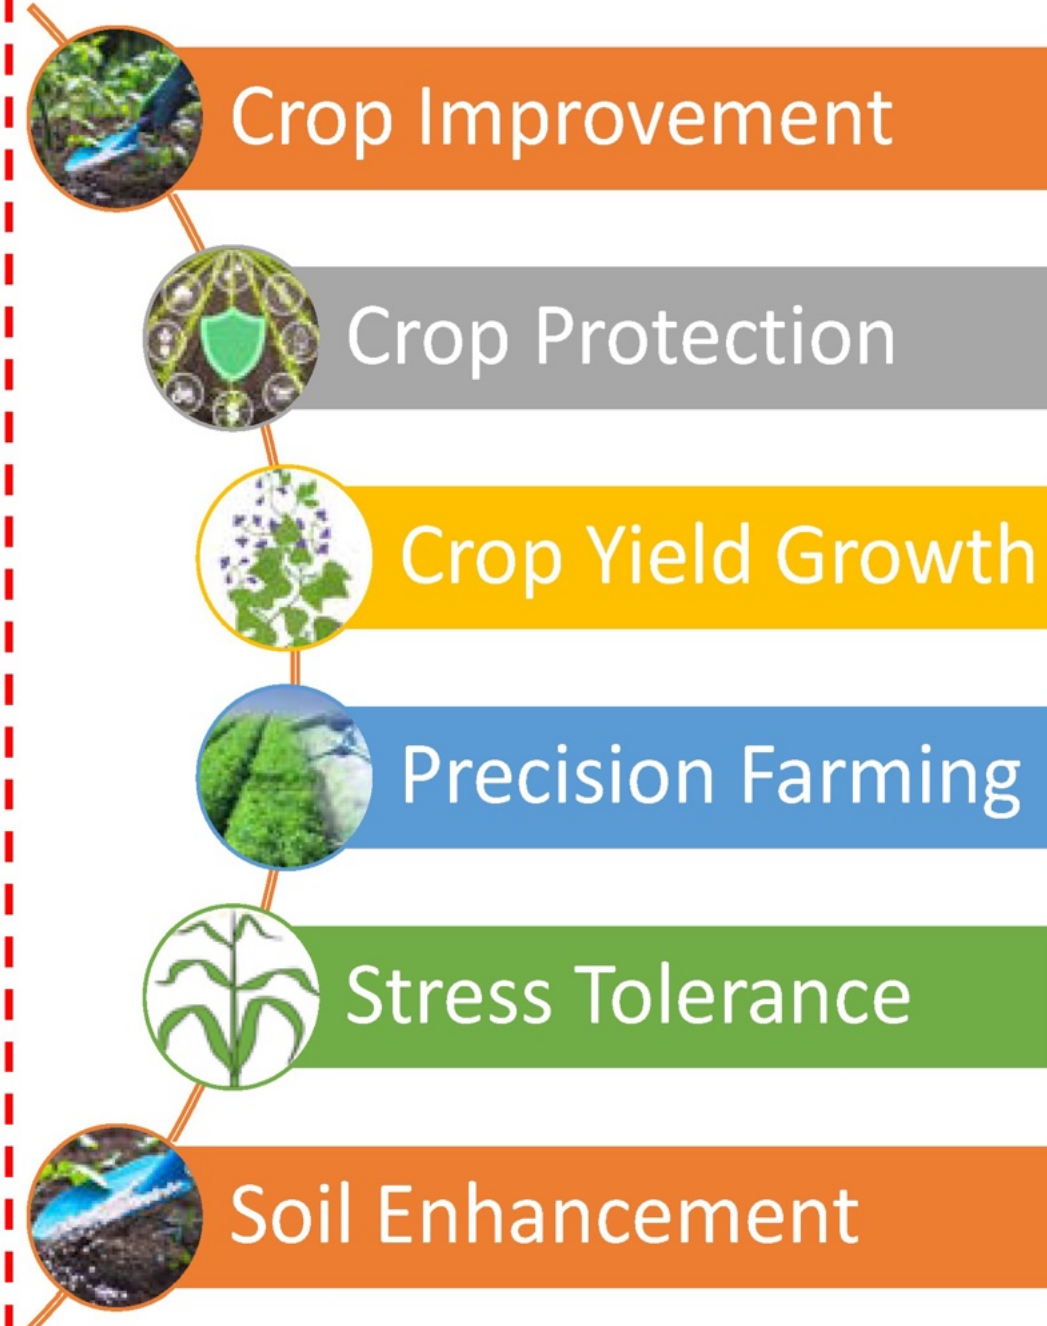 Crop Improvement
Crop Protection
Crop Yield Growth
Precision Farming
Stress Tolerance
Soil Enhancement